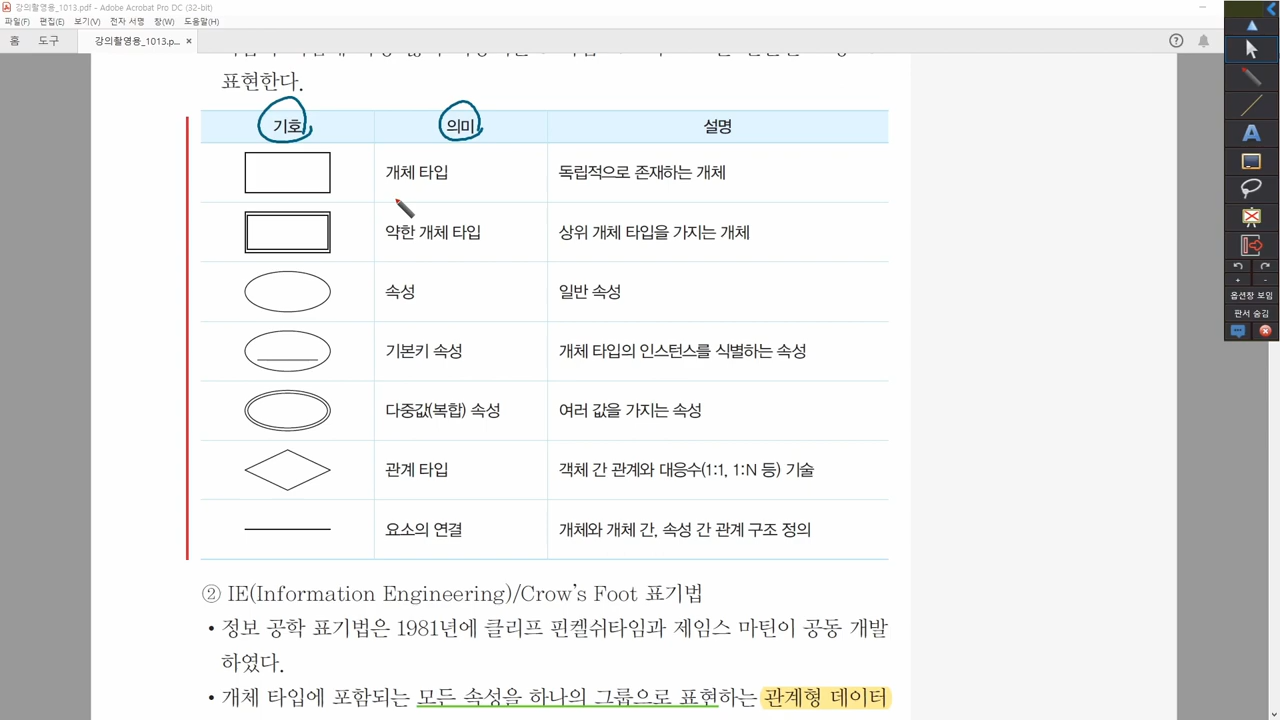 강의촬영용_1013.pdf - Adobe Acrobat Pro DC (32-bit)
파일(F) 편집(E) 보기(V) 전자 서명 창(W) 도움말(H)
홈 도구 강의촬영용_1013.p... ×
표현한다.
기호 의미 설명
개체 타입 독립적으로 존재하는 개체
약한 개체 타입 상위 개체 타입을 가지는 개체
속성 일반 속성
기본키 속성 개체 타입의 인스턴스를 식별하는 속성
다중값(복합) 속성 여러 값을 가지는 속성
관계 타입 객체 간 관계와 대응수(1:1, 1:N 등) 기술
요소의 연결 개체와 개체 간, 속성 간 관계 구조 정의
② IE(Information Engineering)/Crow's Foot 표기법
• 정보 공학 표기법은 1981년에 클리프 핀켈쉬타임과 제임스 마틴이 공동 개발
하였다.
• 개체 타입에 포함되는 모든 속성을 하나의 그룹으로 표현하는 관계형 데이터
A
+ -
옵션창 보임
판서 숨김